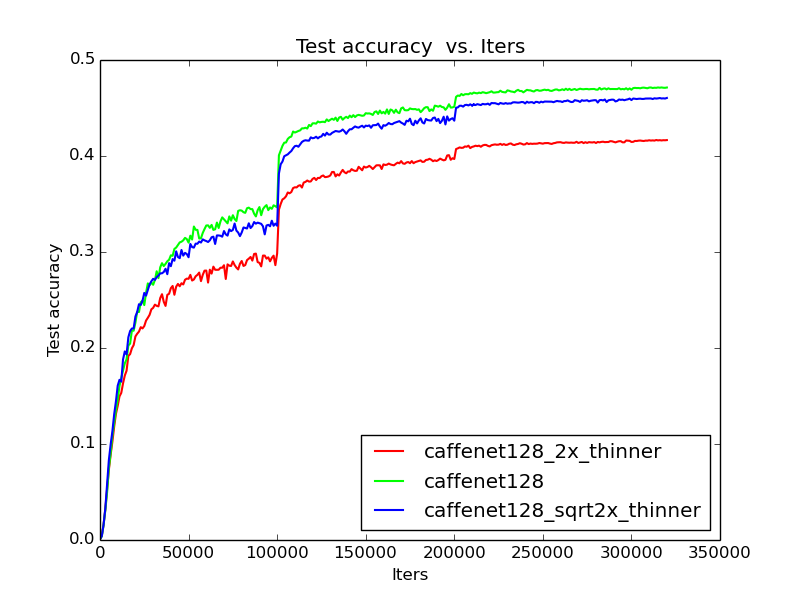 Test accuracy  vs. Iters
0.5
0.4
0.3
0.2
0.1
0.0
Test accuracy
caffenet128_2x_thinner
caffenet128
caffenet128_sqrt2x_thinner
0 50000 100000 150000 200000 250000 300000 350000
Iters